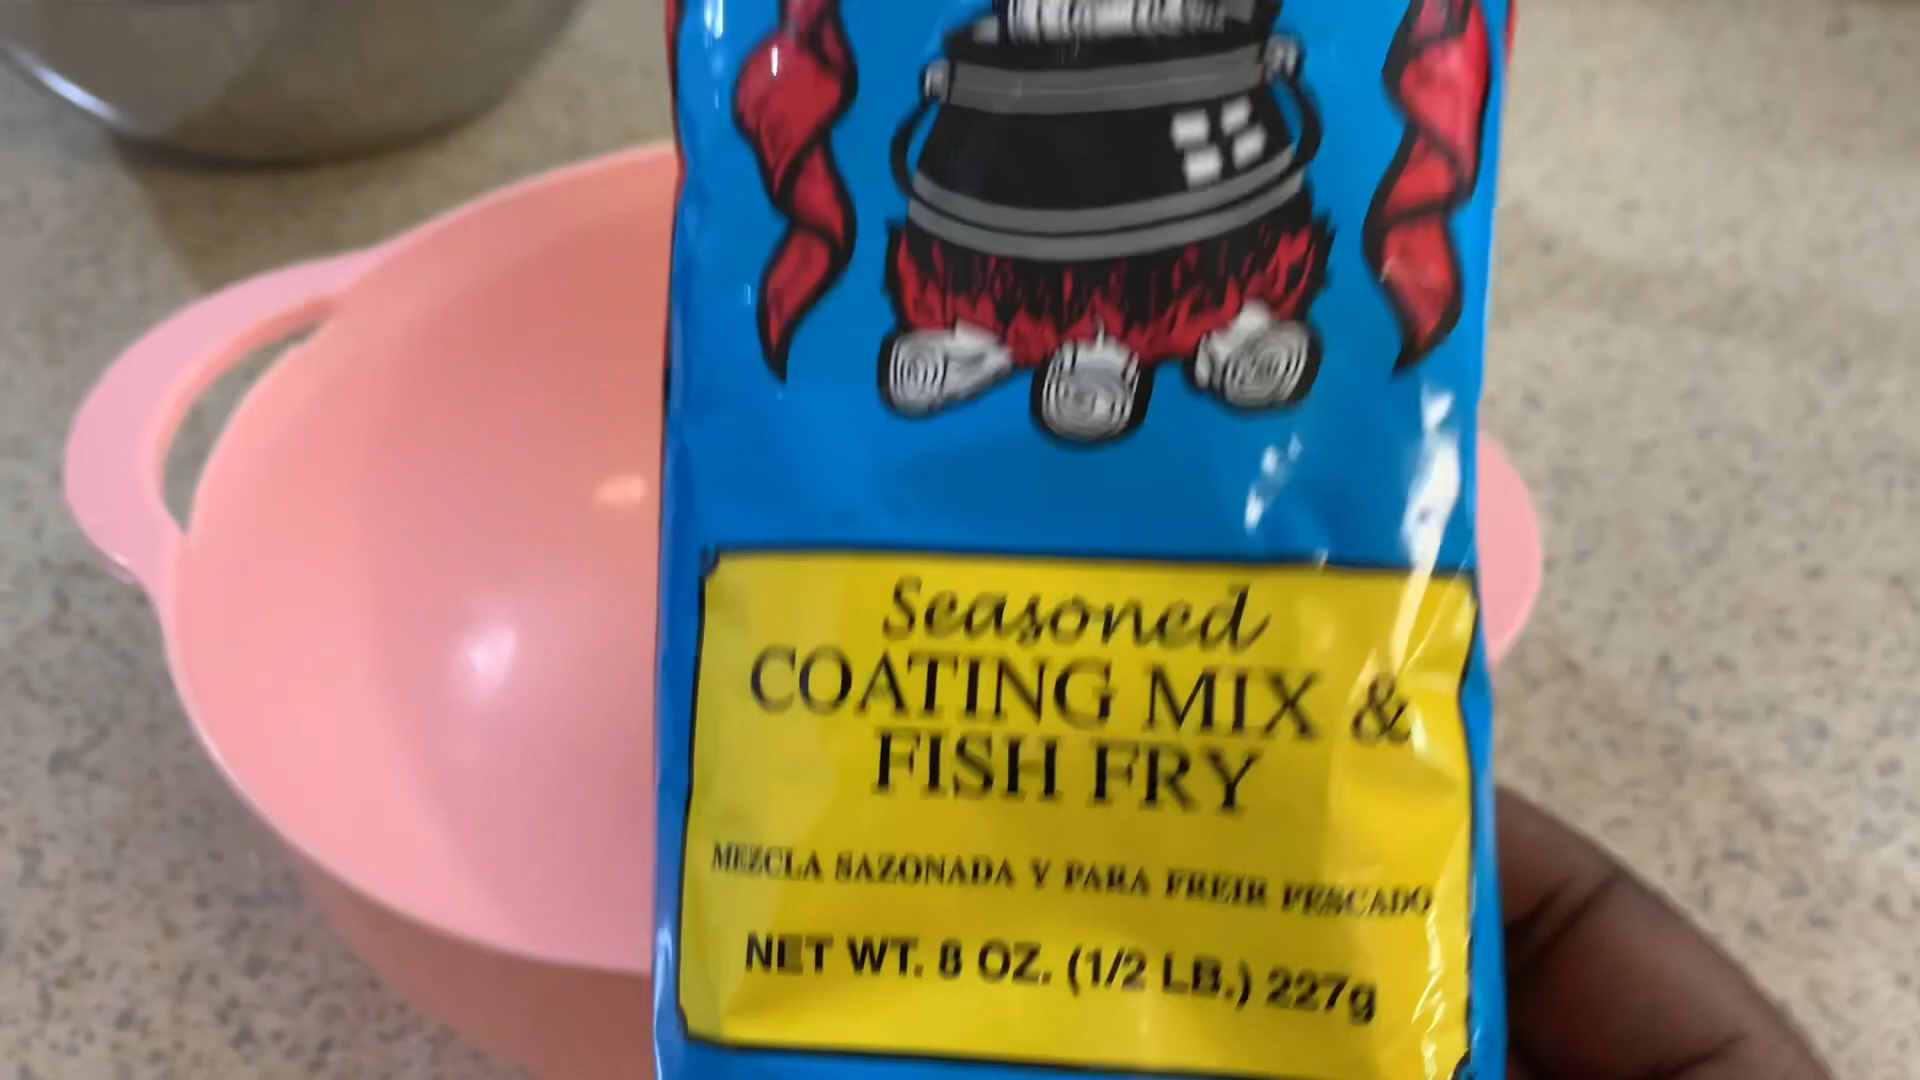 Seasoned
COATING MIX &
FISH FRY
MEZCLA SAZONADA Y PARA FREIR PESCADO
NET WT. 8 OZ. (1/2 LB.) 227g